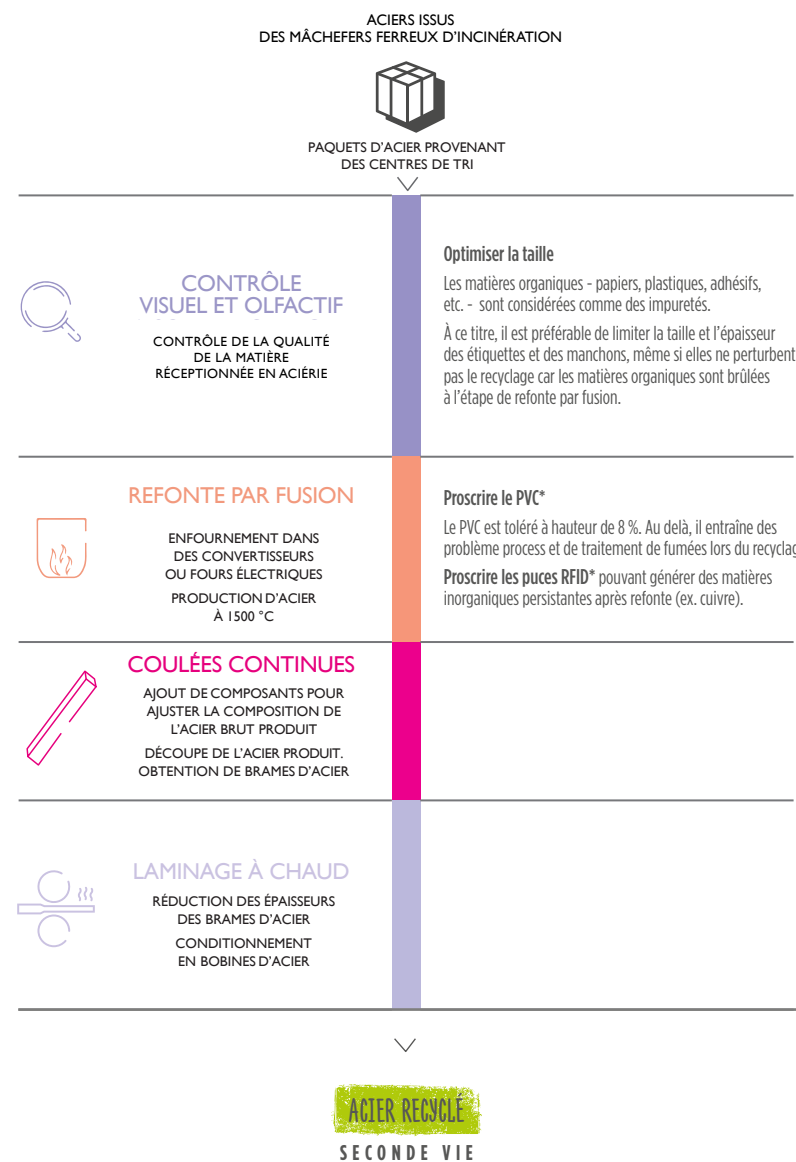 ACIERS ISSUS
DES MÂCHEFERS FERREUX D'INCINÉRATION
PAQUETS D'ACIER PROVENANT
DES CENTRES DE TRI
CONTRÔLE
VISUEL ET OLFACTIF
CONTRÔLE DE LA QUALITÉ
DE LA MATIÈRE
RÉCEPTIONNÉE EN ACIÉRIE
Optimiser la taille
Les matières organiques - papiers, plastiques, adhésifs,
etc. - sont considérées comme des impuretés.
À ce titre, il est préférable de limiter la taille et l'épaisseur
des étiquettes et des manchons, même si elles ne perturbent
pas le recyclage car les matières organiques sont brûlées
à l'étape de refonte par fusion.
REFONTE PAR FUSION
ENFOURNEMENT DANS
DES CONVERTISSEURS
OU FOURS ÉLECTRIQUES
PRODUCTION D'ACIER
À 1500 °C
Proscrire le PVC*
Le PVC est toléré à hauteur de 8 %. Au delà, il entraîne des
problème process et de traitement de fumées lors du recyclag
Proscrire les puces RFID* pouvant générer des matières
inorganiques persistantes après refonte (ex. cuivre).
COULÉES CONTINUES
AJOUT DE COMPOSANTS POUR
AJUSTER LA COMPOSITION DE
L'ACIER BRUT PRODUIT
DÉCOUPE DE L'ACIER PRODUIT.
OBTENTION DE BRAMES D'ACIER
LAMINAGE À CHAUD
RÉDUCTION DES ÉPAISSEURS
DES BRAMES D'ACIER
CONDITIONNEMENT
EN BOBINES D'ACIER
ACIER RECYCLÉ
SECONDE VIE